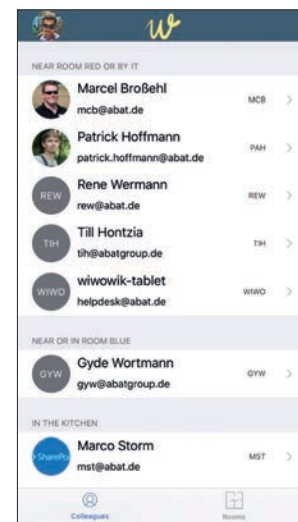 w
NEAR ROOM RED OR BY IT
Marcel Broßehl
mcb@abat.de
MCB
Patrick Hoffmann
patrick.hoffmann@abat.de
PAH
REW
Rene Wermann
rew@abat.de
REW
TIH
Till Hontzia
tih@abatgroup.de
TIH
WIWO
wiwowik-tablet
helpdesk@abat.de
WIWO
NEAR OR IN ROOM BLUE
GYW
Gyde Wortmann
gyw@abatgroup.de
GYW
IN THE KITCHEN
SharePoi
Marco Storm
mst@abat.de
MST
Colleagues
Rooms